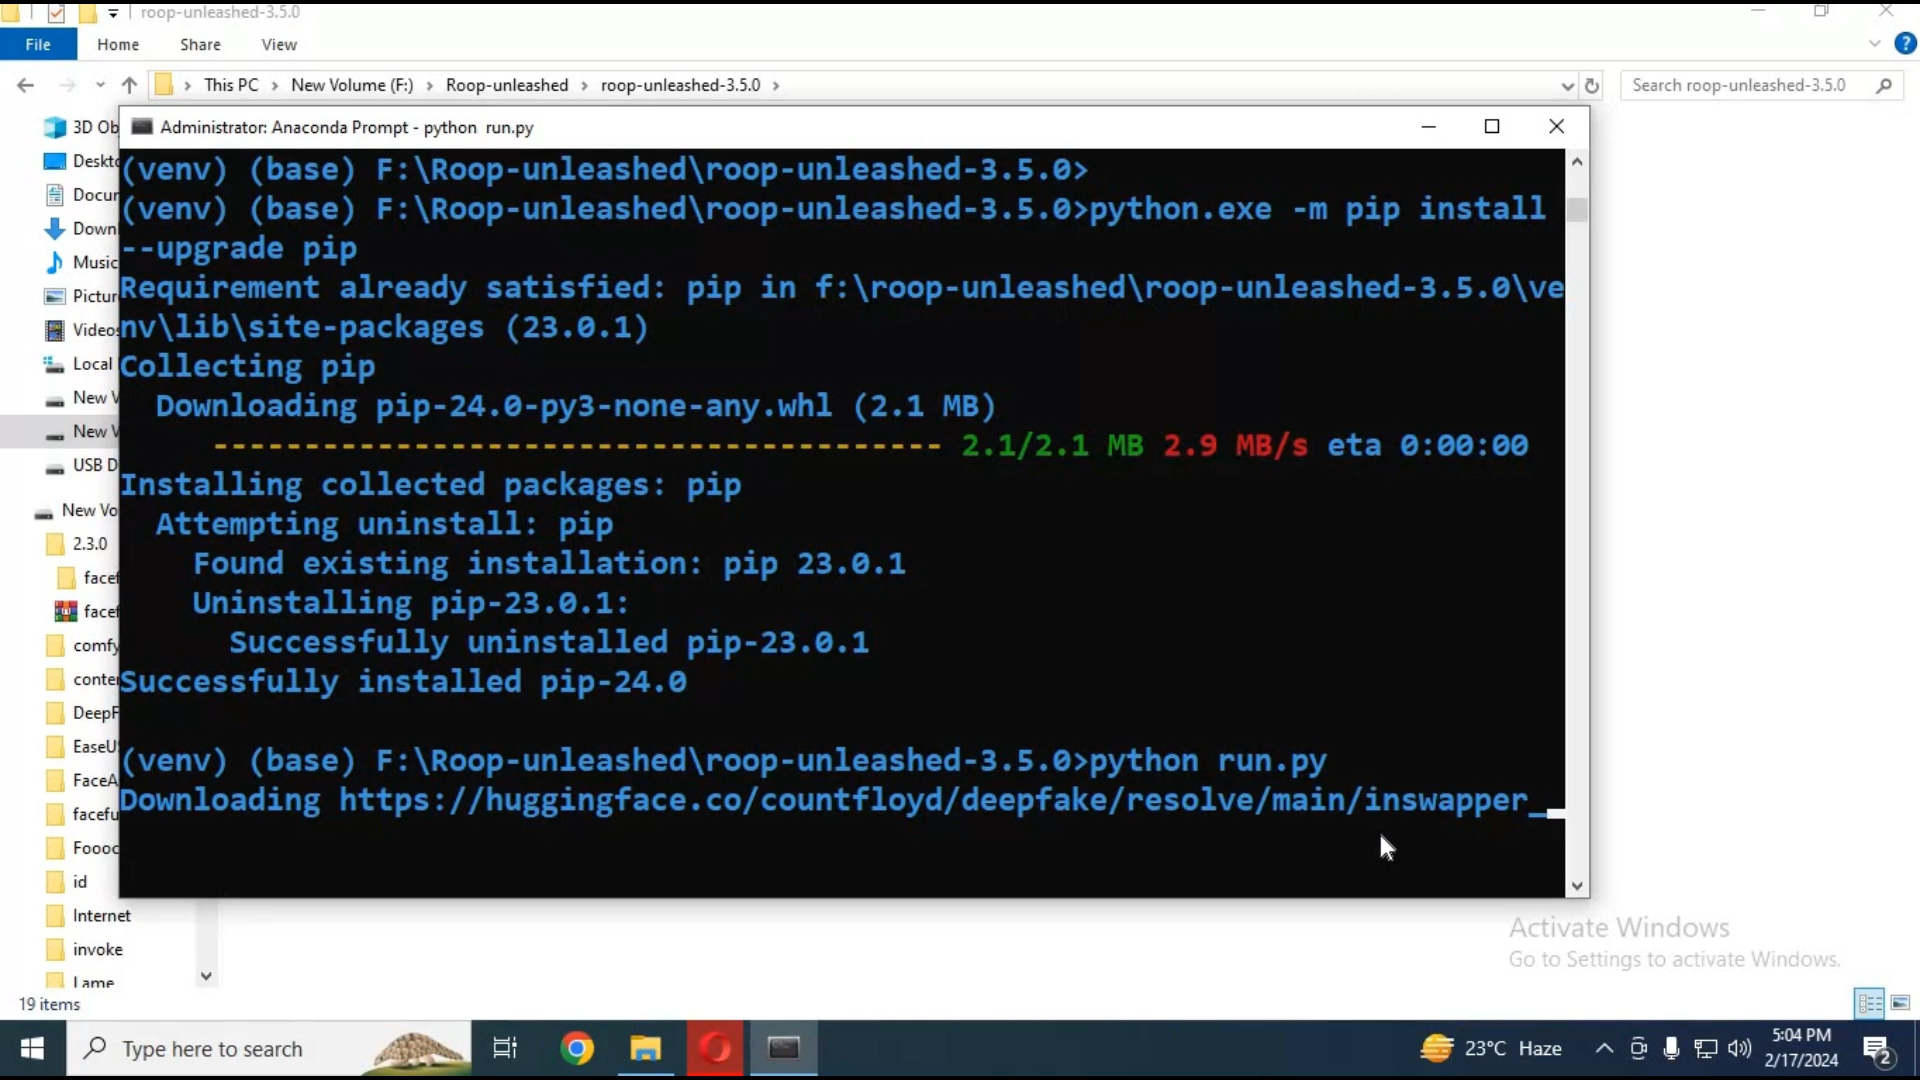 roop-unleashed-3.5.0
File Home Share View
This PC > New Volume (F:) > Roop-unleashed > roop-unleashed-3.5.0 >
Search roop-unleashed-3.5.0
Administrator: Anaconda Prompt - python run.py
3D Ob
Deskto
Docur
Down
Music
Pictur
Videos
Local
New V
New V
USB D
New Vo
2.3.0
facef
facef
comfy
conter
DeepF
EaseU
FaceA
facefu
Fooo
id
Internet
invoke
Lame
(venv) (base) F:\Roop-unleashed\roop-unleashed-3.5.0>
(venv) (base) F:\Roop-unleashed\roop-unleashed-3.5.0>python.exe -m pip install
--upgrade pip
Requirement already satisfied: pip in f:\roop-unleashed\roop-unleashed-3.5.0\ve
nv\lib\site-packages (23.0.1)
Collecting pip
Downloading pip-24.0-py3-none-any.whl (2.1 MB)
---------------------------------------- 2.1/2.1 MB 2.9 MB/s eta 0:00:00
Installing collected packages: pip
Attempting uninstall: pip
Found existing installation: pip 23.0.1
Uninstalling pip-23.0.1:
Successfully uninstalled pip-23.0.1
Successfully installed pip-24.0
(venv) (base) F:\Roop-unleashed\roop-unleashed-3.5.0>python run.py
Downloading https://huggingface.co/countfloyd/deepfake/resolve/main/inswapper_
Activate Windows
Go to Settings to activate Windows.
19 items
Type here to search
23°C Haze
5:04 PM
2/17/2024
2